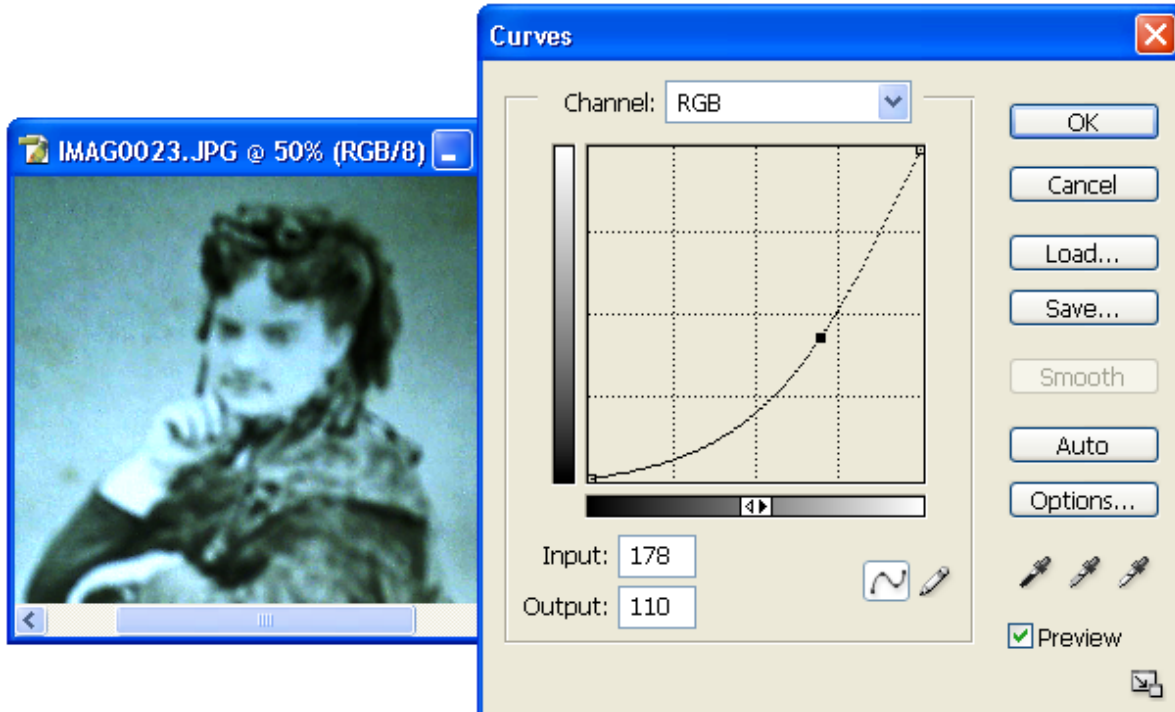 Curves
Channel: RGB
OK
IMAG0023.JPG @ 50% (RGB/8)
Cancel
Load...
Save...
Smooth
Auto
Options...
Input: 178
Output: 110
Preview